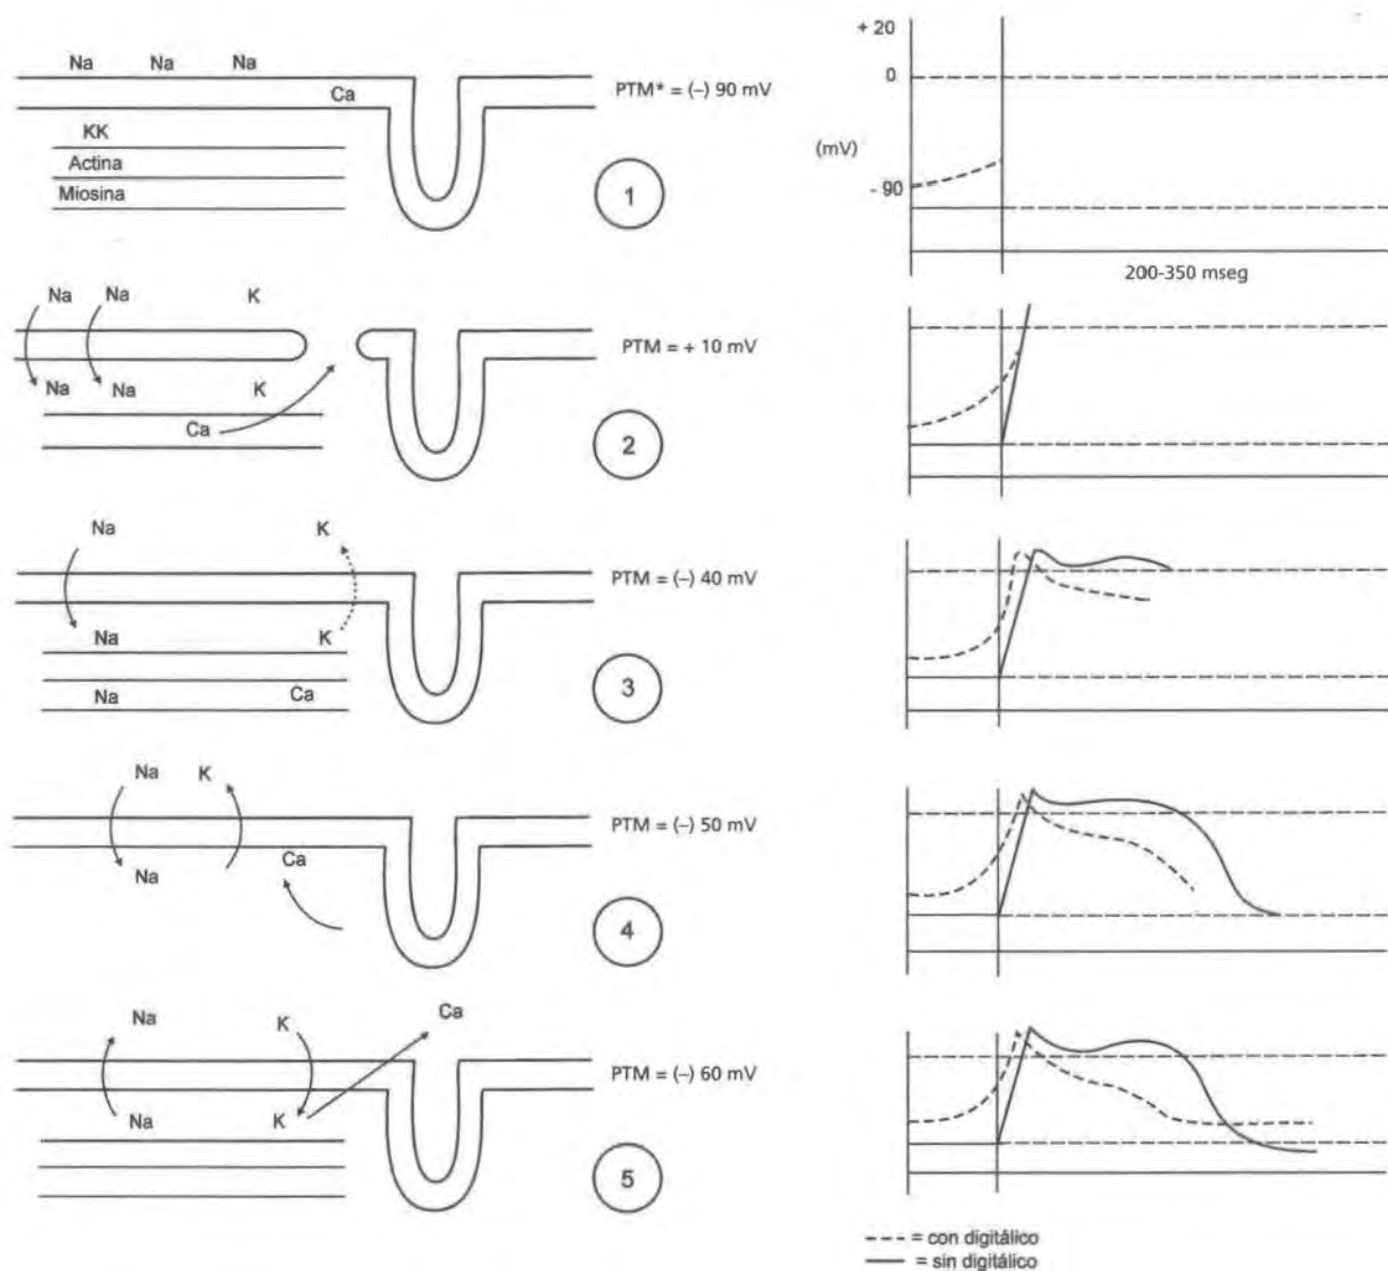 + 20
Na Na Na
0
Ca
PTM* = (–) 90 mV
KK
(mV)
Actina
- 90
Miosina
1
200-350 mseg
Na Na K
PTM = + 10 mV
Na Na K
Ca
2
Na K
PTM = (–) 40 mV
Na K
Na Ca
3
Na K
PTM = (–) 50 mV
Ca
Na
4
Ca
Na K
PTM = (–) 60 mV
Na K
5
= con digitálico
= sin digitálico